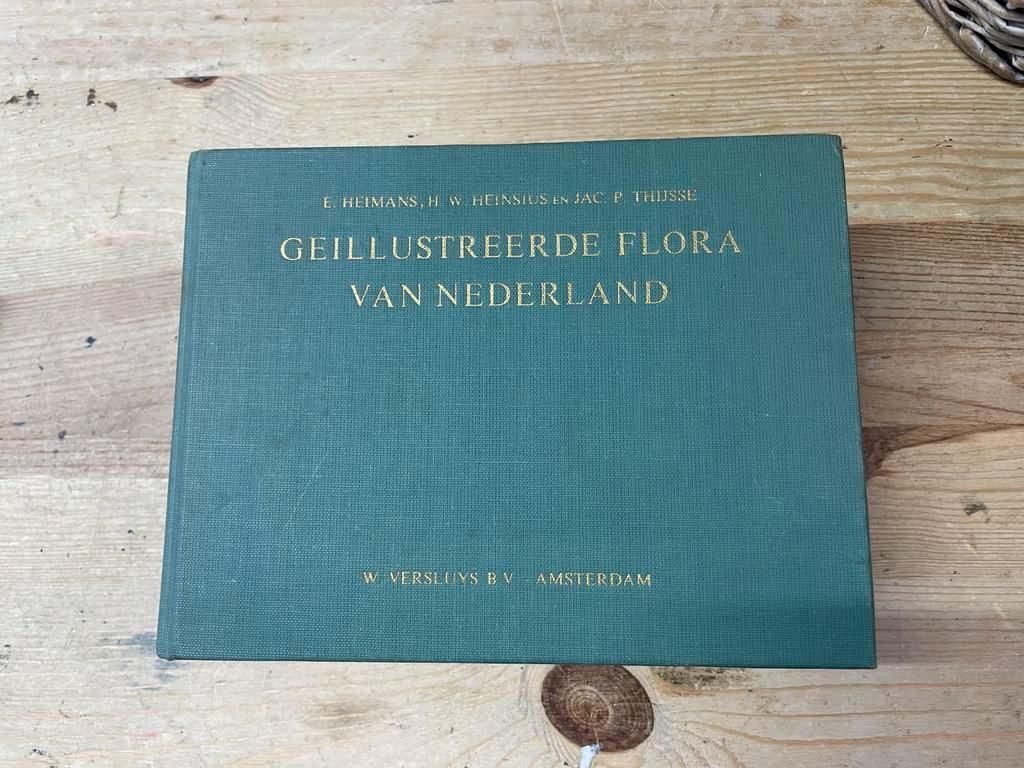 E. HEIMANS, H. W. HEINSIUS EN JAC. P. THIJSSE
GEILLUSTREERDE FLORA
VAN NEDERLAND
W. VERSLUYS B.V. - AMSTERDAM